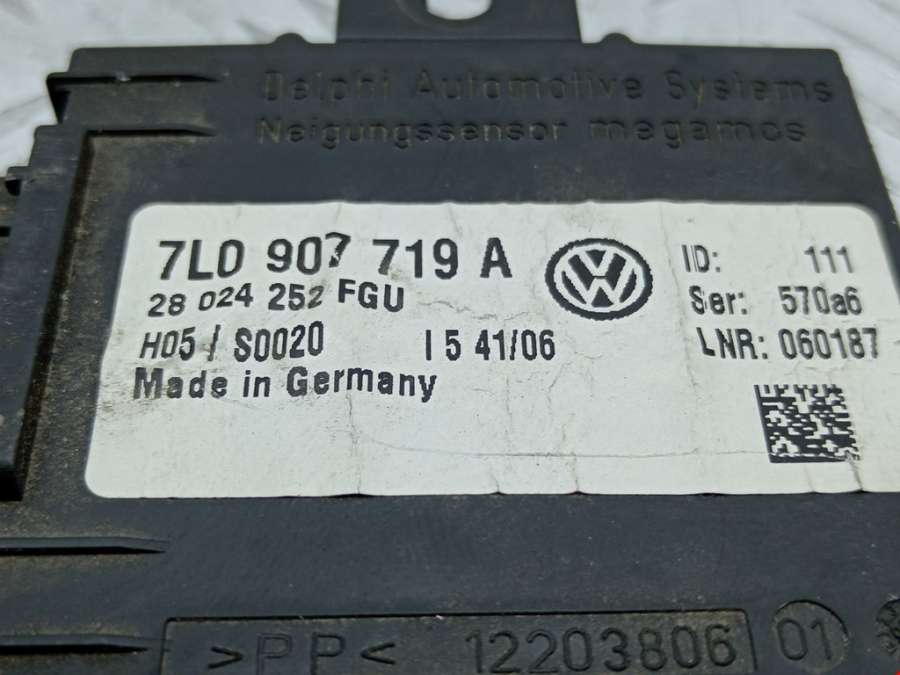 Delphi Automotive Systems
Neigungssensor megamos
7L0 907 719 A
28 024 252 FGU
H05 / S0020 I 5 41/06
Made in Germany
VW
ID: 111
Ser: 570a6
LNR: 060187
>PP< 12203806 01